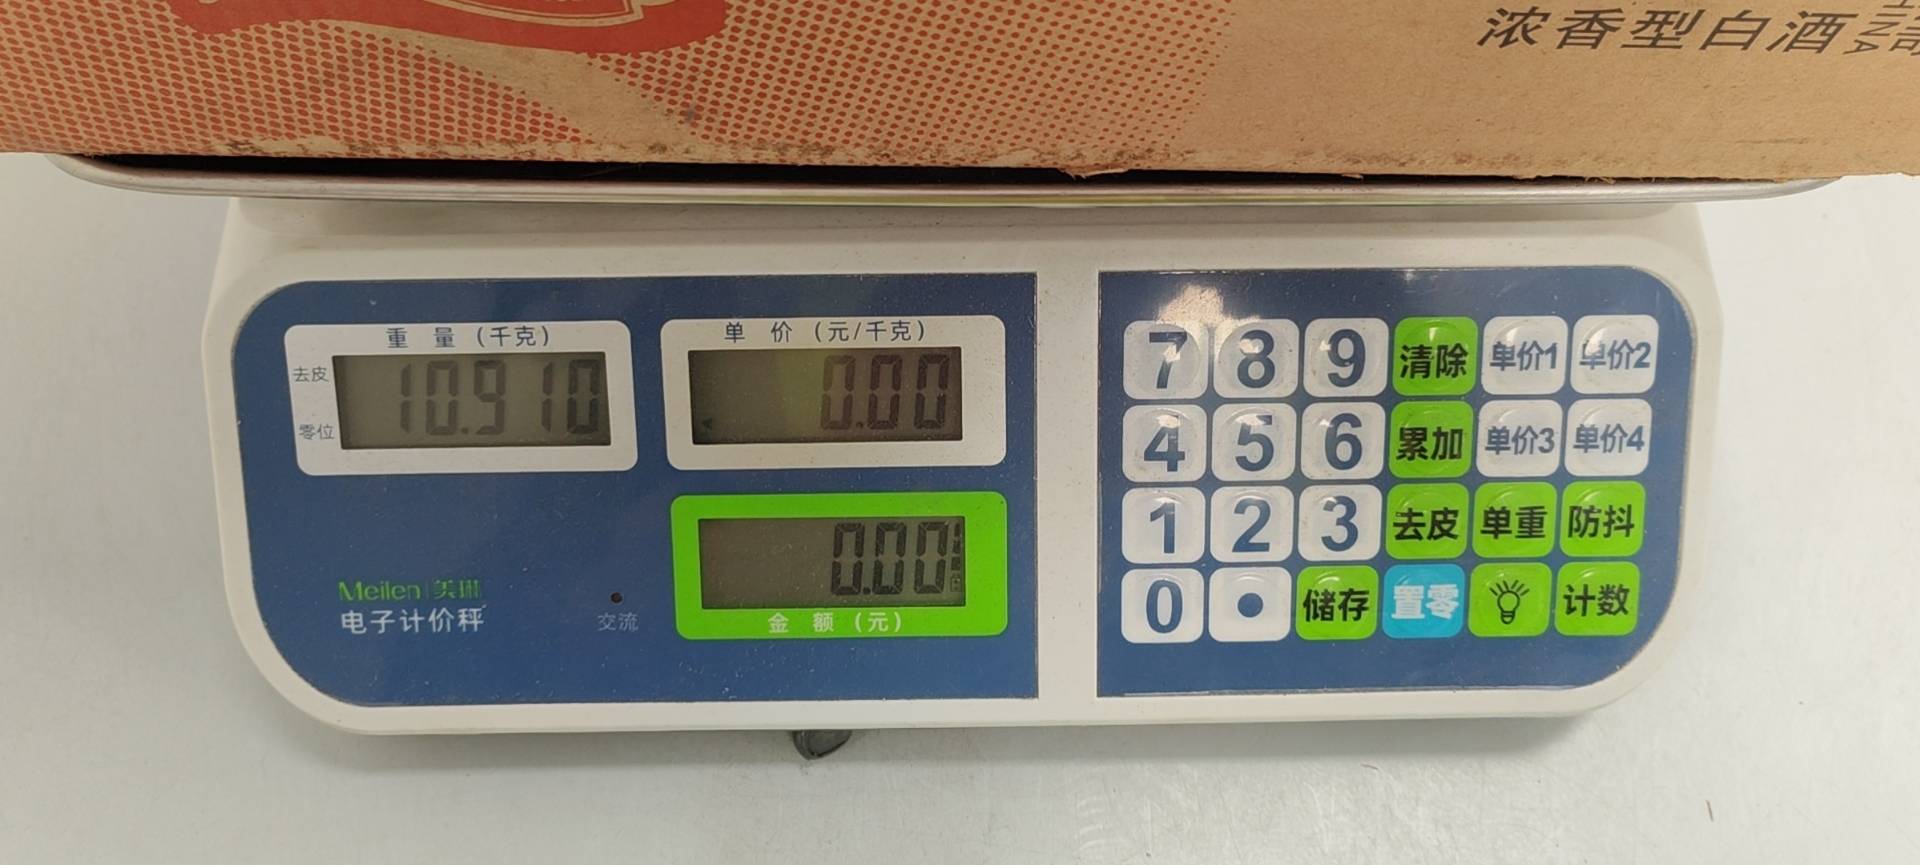 浓香型白酒
重 量 (千克)
去皮
零位
10.910
单 价 (元/千克)
0.00
0.00
金 额 (元)
Meilen 美琳
电子计价秤
交流
7 8 9 清除 单价1 单价2
4 5 6 累加 单价3 单价4
1 2 3 去皮 单重 防抖
0 • 储存 置零 计数